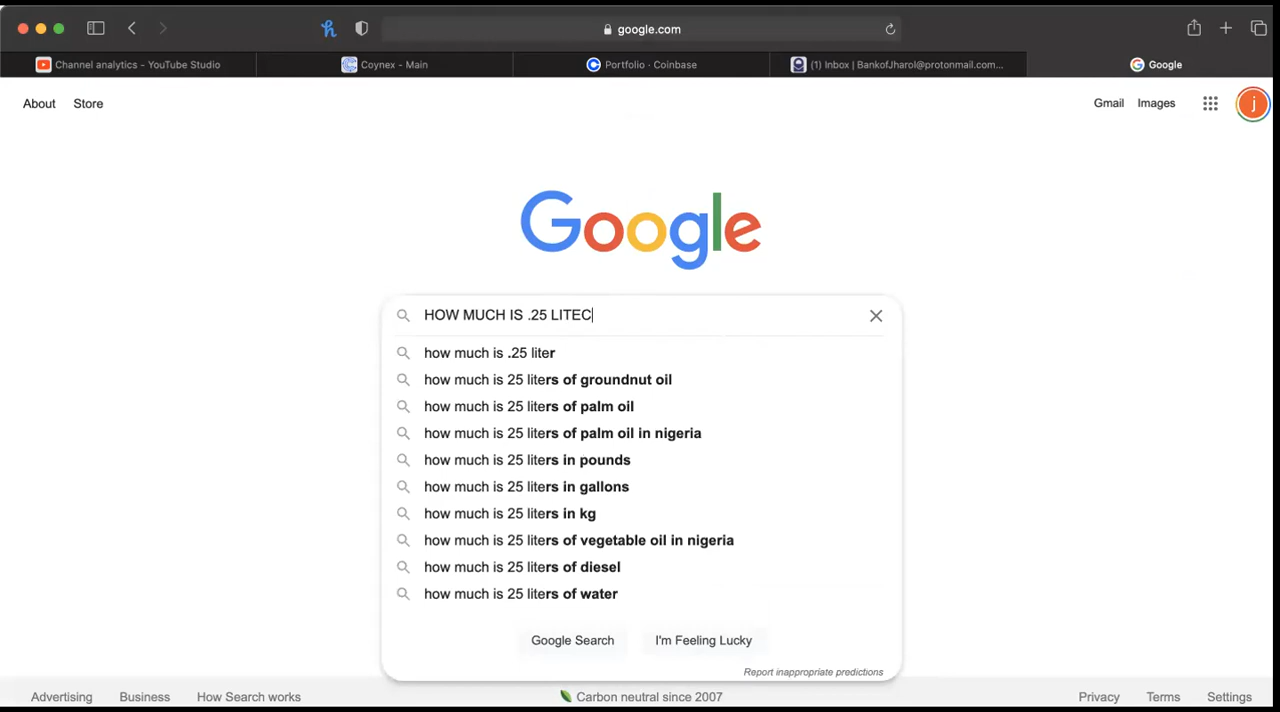 google.com
Channel analytics - YouTube Studio
Coynex - Main
Portfolio · Coinbase
(1) Inbox | BankofJharol@protonmail.com...
Google
About Store
Gmail Images
j
Google
HOW MUCH IS .25 LITEC
how much is .25 liter
how much is 25 liters of groundnut oil
how much is 25 liters of palm oil
how much is 25 liters of palm oil in nigeria
how much is 25 liters in pounds
how much is 25 liters in gallons
how much is 25 liters in kg
how much is 25 liters of vegetable oil in nigeria
how much is 25 liters of diesel
how much is 25 liters of water
Google Search I'm Feeling Lucky
Report inappropriate predictions
Advertising Business How Search works
Carbon neutral since 2007
Privacy Terms Settings